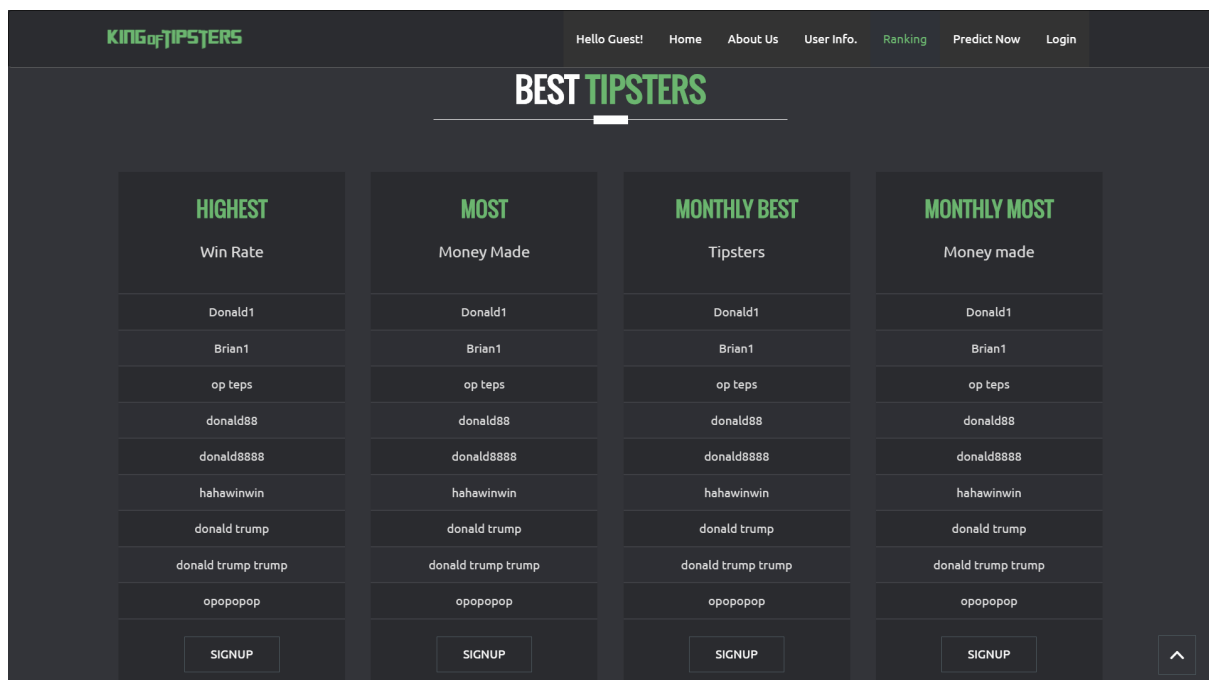 KINGOFTIPSTERS
Hello Guest! Home About Us User Info. Ranking Predict Now Login
BEST TIPSTERS
HIGHEST
Win Rate
Donald1
Brian1
op teps
donald88
donald8888
hahawinwin
donald trump
donald trump trump
opopopop
SIGNUP
MOST
Money Made
Donald1
Brian1
op teps
donald88
donald8888
hahawinwin
donald trump
donald trump trump
opopopop
SIGNUP
MONTHLY BEST
Tipsters
Donald1
Brian1
op teps
donald88
donald8888
hahawinwin
donald trump
donald trump trump
opopopop
SIGNUP
MONTHLY MOST
Money made
Donald1
Brian1
op teps
donald88
donald8888
hahawinwin
donald trump
donald trump trump
opopopop
SIGNUP